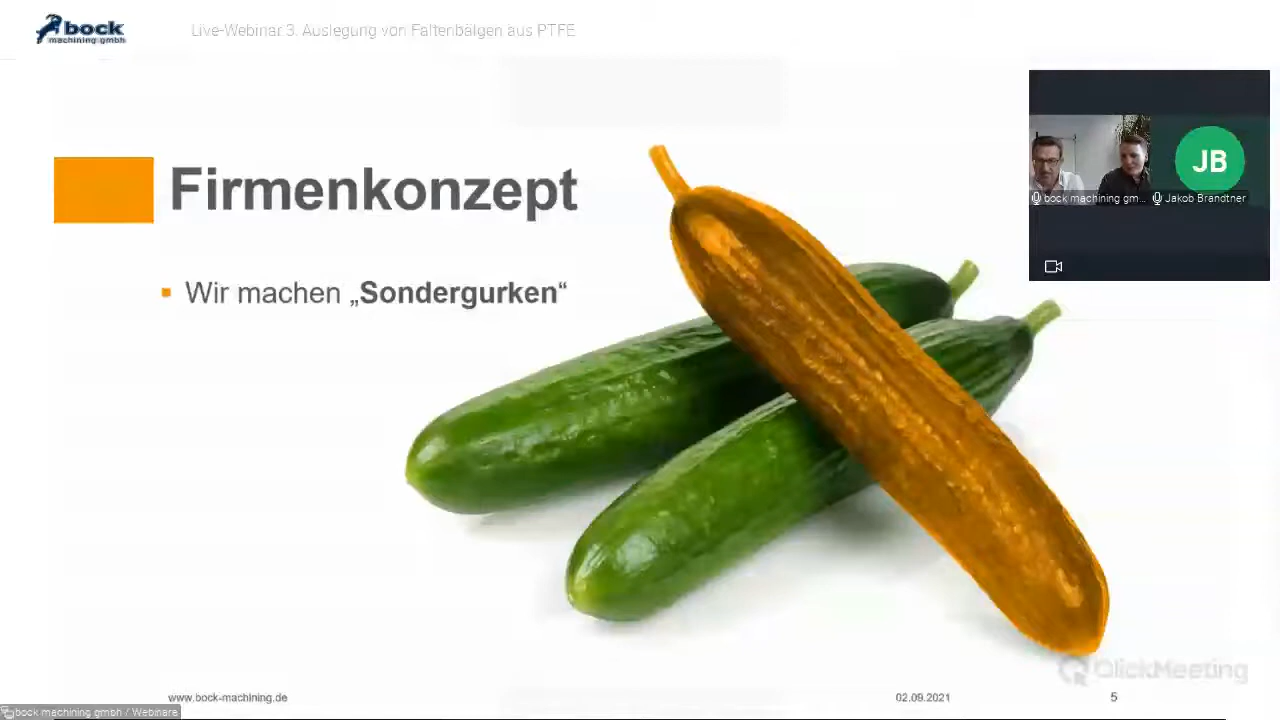 bock
machining gmbh
Live-Webinar 3. Auslegung von Faltenbälgen aus PTFE
JB
bock machining gm...
Jakob Brandtner
Firmenkonzept
Wir machen „Sondergurken“
ClickMeeting
www.bock-machining.de
02.09.2021
5
bock machining gmbh / Webinare